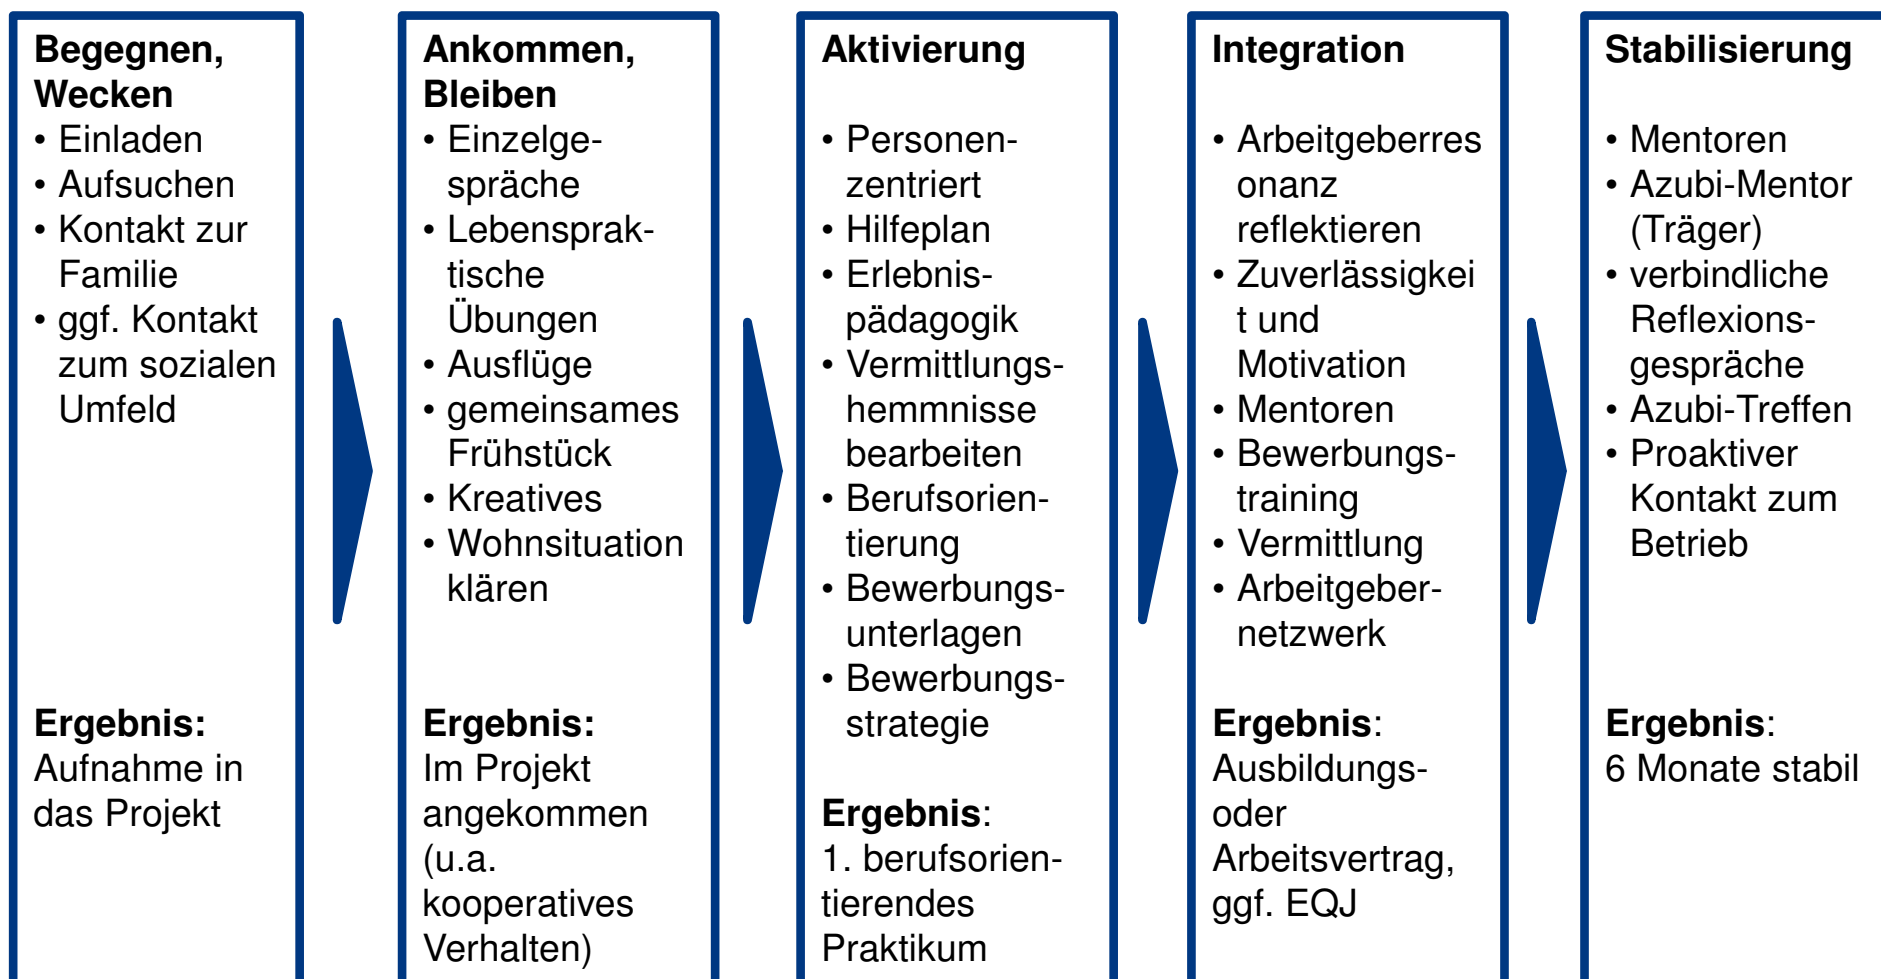 Begegnen,
Wecken
• Einladen
• Aufsuchen
• Kontakt zur
Familie
• ggf. Kontakt
zum sozialen
Umfeld
Ergebnis:
Aufnahme in
das Projekt
Ankommen,
Bleiben
• Einzelge-
spräche
• Lebensprak-
tische
Übungen
• Ausflüge
• gemeinsames
Frühstück
• Kreatives
• Wohnsituation
klären
Ergebnis:
Im Projekt
angekommen
(u.a.
kooperatives
Verhalten)
Aktivierung
• Personen-
zentriert
• Hilfeplan
• Erlebnis-
pädagogik
• Vermittlungs-
hemmnisse
bearbeiten
• Berufsorien-
tierung
• Bewerbungs-
unterlagen
• Bewerbungs-
strategie
Ergebnis:
1. berufsorien-
tierendes
Praktikum
Integration
• Arbeitgeberres
onanz
reflektieren
• Zuverlässigkei
t und
Motivation
• Mentoren
• Bewerbungs-
training
• Vermittlung
• Arbeitgeber-
netzwerk
Ergebnis:
Ausbildungs-
oder
Arbeitsvertrag,
ggf. EQJ
Stabilisierung
• Mentoren
• Azubi-Mentor
(Träger)
• verbindliche
Reflexions-
gespräche
• Azubi-Treffen
• Proaktiver
Kontakt zum
Betrieb
Ergebnis:
6 Monate stabil